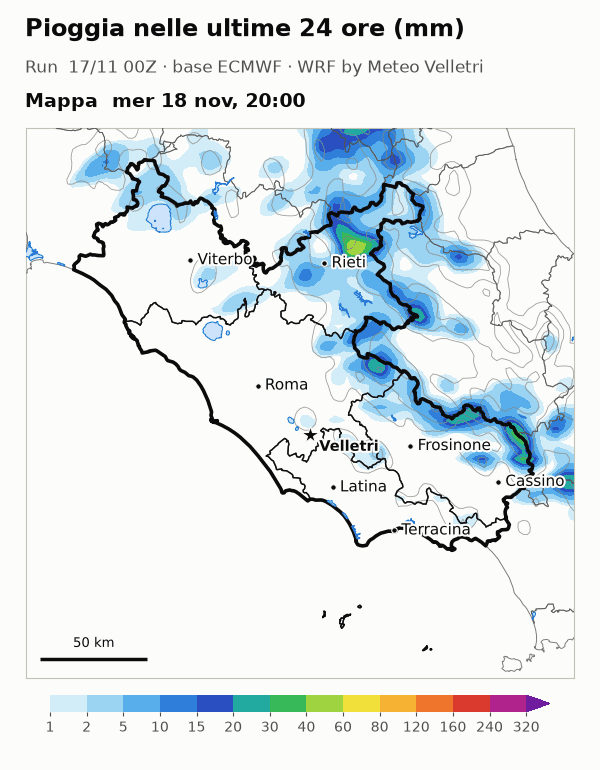 Pioggia nelle ultime 24 ore (mm)
Run  17/11 00Z · base ECMWF · WRF by Meteo Velletri
Mappa  mer 18 nov, 20:00
Viterbo
Rieti
Roma
Velletri
Frosinone
Latina
Cassino
Terracina
50 km
1 2 5 10 15 20 30 40 60 80 120 160 240 320